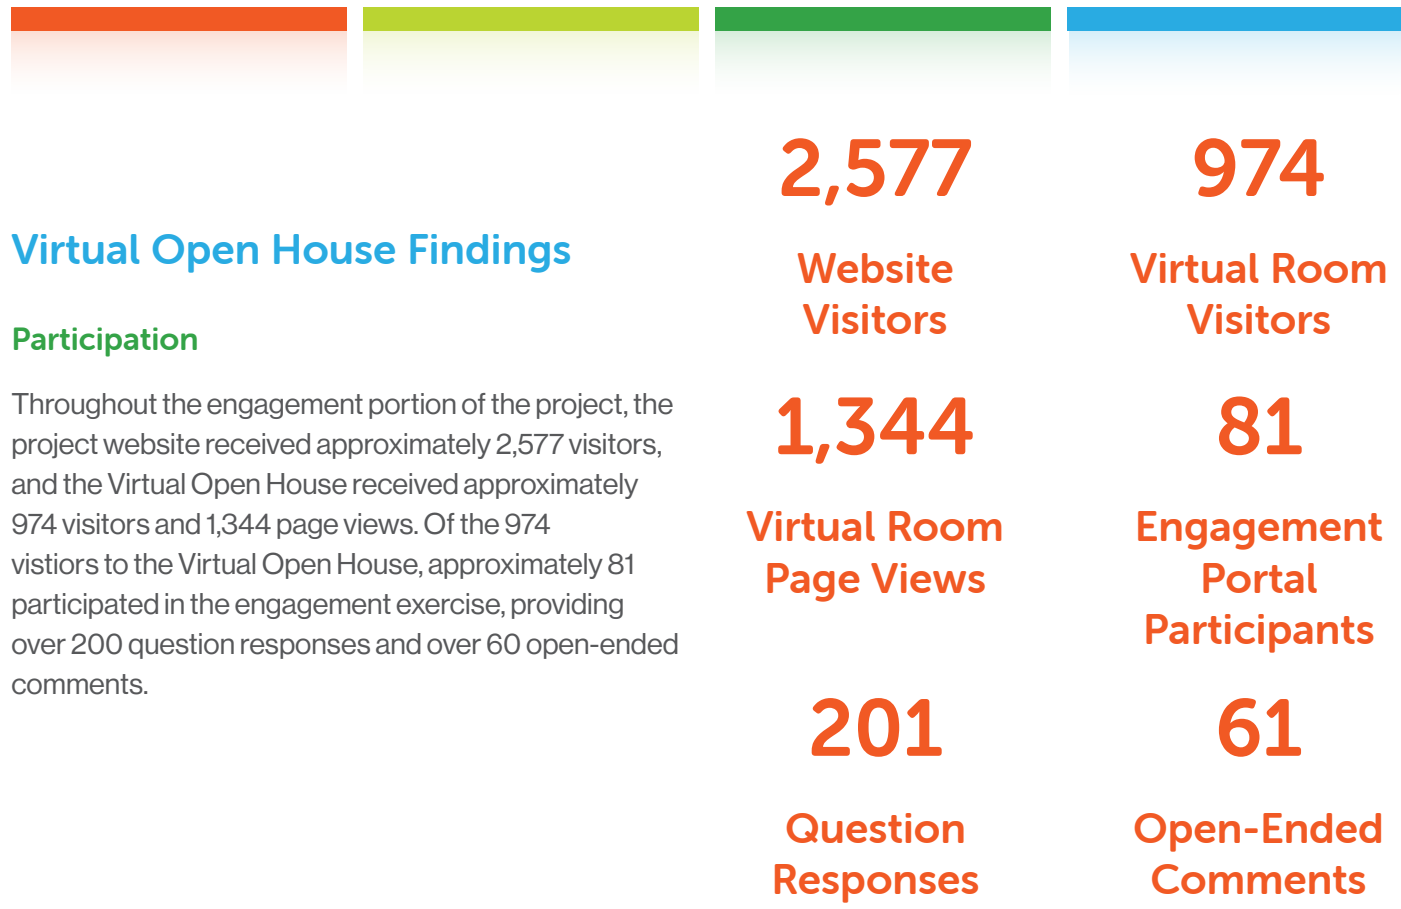 Virtual Open House Findings
Participation
Throughout the engagement portion of the project, the
project website received approximately 2,577 visitors,
and the Virtual Open House received approximately
974 visitors and 1,344 page views. Of the 974
vistiors to the Virtual Open House, approximately 81
participated in the engagement exercise, providing
over 200 question responses and over 60 open-ended
comments.
2,577
Website
Visitors
974
Virtual Room
Visitors
1,344
Virtual Room
Page Views
81
Engagement
Portal
Participants
201
Question
Responses
61
Open-Ended
Comments